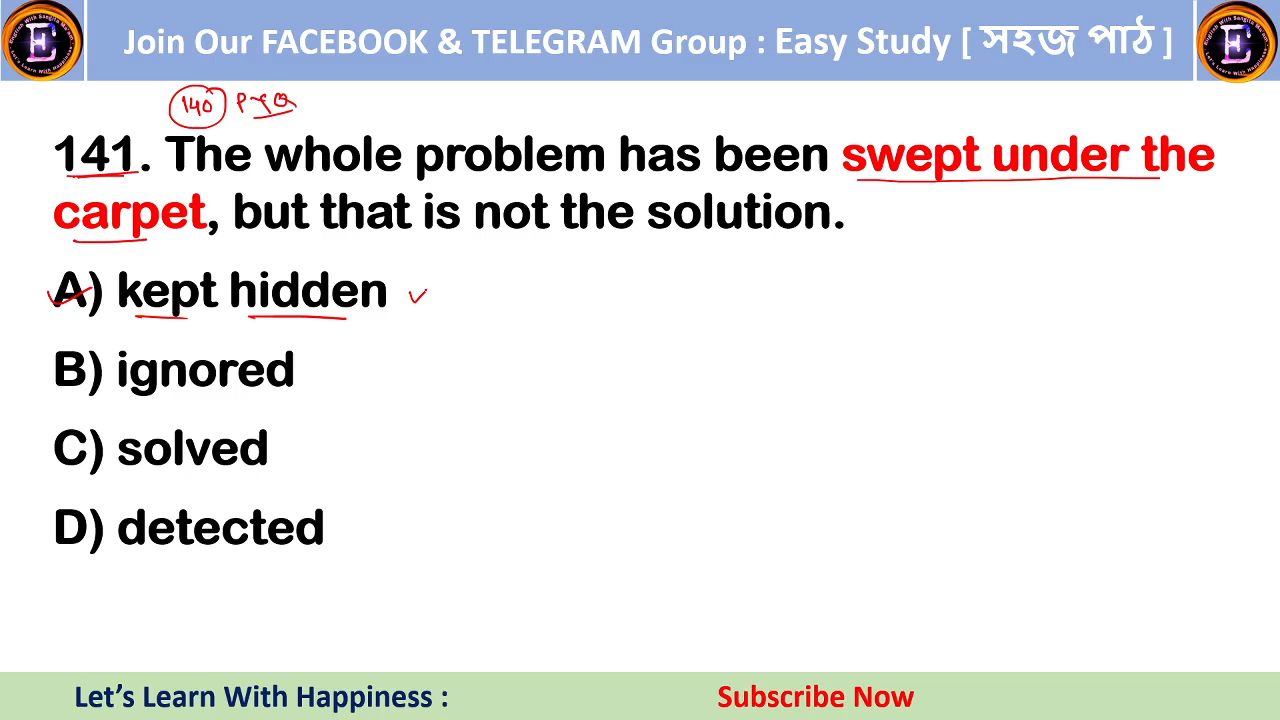 Join Our FACEBOOK & TELEGRAM Group : Easy Study [ সহজ পাঠ ]
140 PYQ
141. The whole problem has been swept under the
carpet, but that is not the solution.
A) kept hidden
B) ignored
C) solved
D) detected
Let's Learn With Happiness :
Subscribe Now